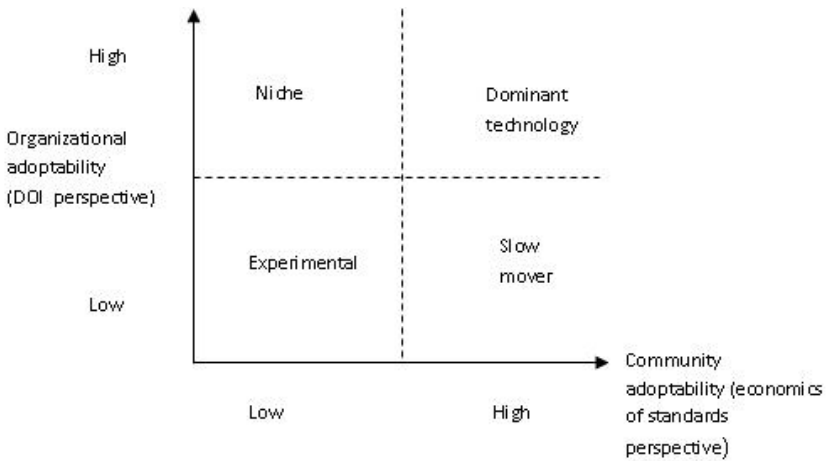 High
Niche
Dominant
technology
Organizational
adoptability
(DOI perspective)
Experimental
Slow
mover
Low
Community
adoptability (economics
of standards
perspective)
Low
High